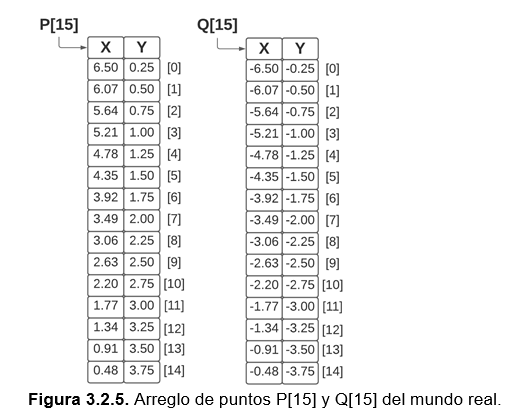 P[15] Q[15]
X Y X Y
6.50 0.25 [0] -6.50 -0.25 [0]
6.07 0.50 [1] -6.07 -0.50 [1]
5.64 0.75 [2] -5.64 -0.75 [2]
5.21 1.00 [3] -5.21 -1.00 [3]
4.78 1.25 [4] -4.78 -1.25 [4]
4.35 1.50 [5] -4.35 -1.50 [5]
3.92 1.75 [6] -3.92 -1.75 [6]
3.49 2.00 [7] -3.49 -2.00 [7]
3.06 2.25 [8] -3.06 -2.25 [8]
2.63 2.50 [9] -2.63 -2.50 [9]
2.20 2.75 [10] -2.20 -2.75 [10]
1.77 3.00 [11] -1.77 -3.00 [11]
1.34 3.25 [12] -1.34 -3.25 [12]
0.91 3.50 [13] -0.91 -3.50 [13]
0.48 3.75 [14] -0.48 -3.75 [14]
Figura 3.2.5. Arreglo de puntos P[15] y Q[15] del mundo real.